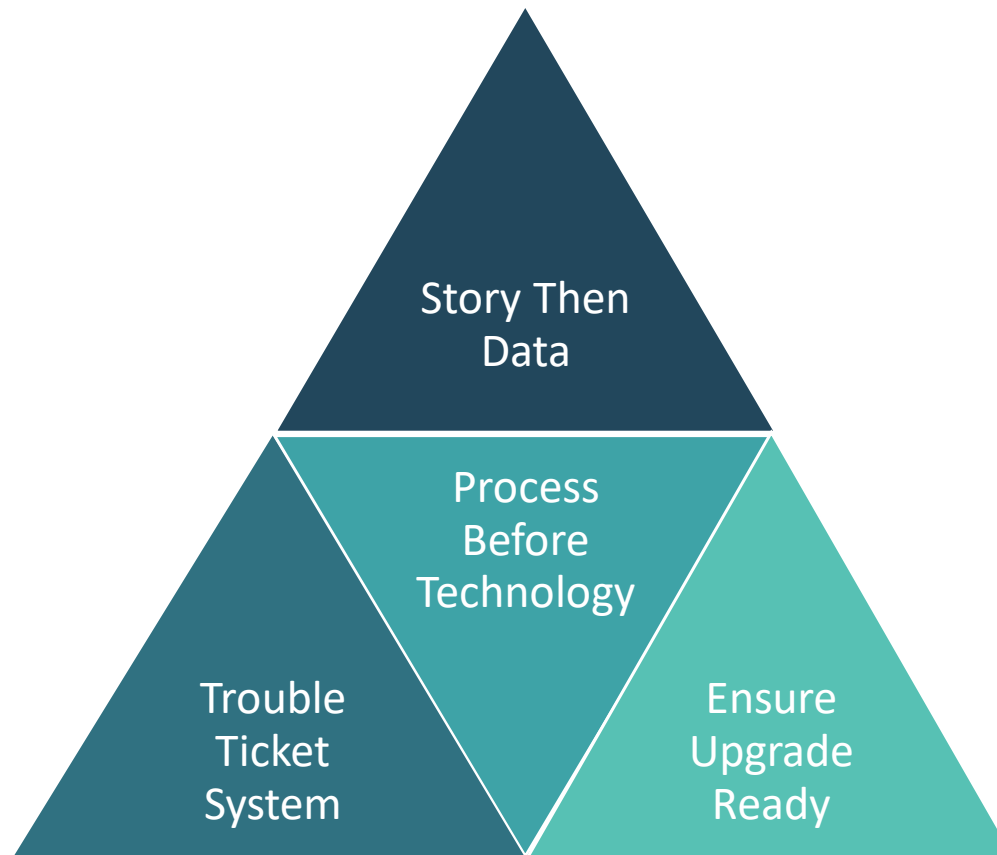 Story Then
Data
Process
Before
Technology
Trouble
Ticket
System
Ensure
Upgrade
Ready